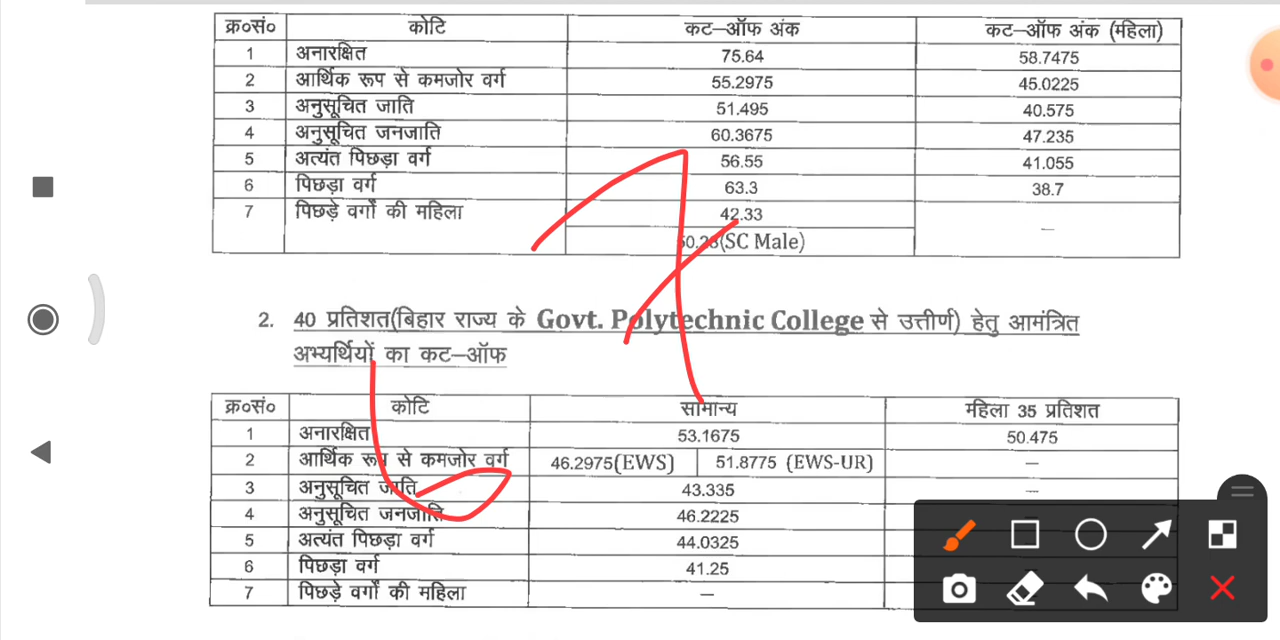 क्र०सं० कोटि कट–ऑफ अंक कट–ऑफ अंक (महिला)
1 अनारक्षित 75.64 58.7475
2 आर्थिक रूप से कमजोर वर्ग 55.2975 45.0225
3 अनुसूचित जाति 51.495 40.575
4 अनुसूचित जनजाति 60.3675 47.235
5 अत्यंत पिछड़ा वर्ग 56.55 41.055
6 पिछड़ा वर्ग 63.3 38.7
7 पिछड़े वर्गों की महिला 42.33 –
(SC Male)
2. 40 प्रतिशत(बिहार राज्य के Govt. Polytechnic College से उत्तीर्ण) हेतु आमंत्रित
अभ्यर्थियों का कट–ऑफ
क्र०सं० कोटि सामान्य महिला 35 प्रतिशत
1 अनारक्षित 53.1675 50.475
2 आर्थिक रूप से कमजोर वर्ग 46.2975(EWS) 51.8775 (EWS-UR) –
3 अनुसूचित जाति 43.335 –
4 अनुसूचित जनजाति 46.2225
5 अत्यंत पिछड़ा वर्ग 44.0325
6 पिछड़ा वर्ग 41.25
7 पिछड़े वर्गों की महिला –